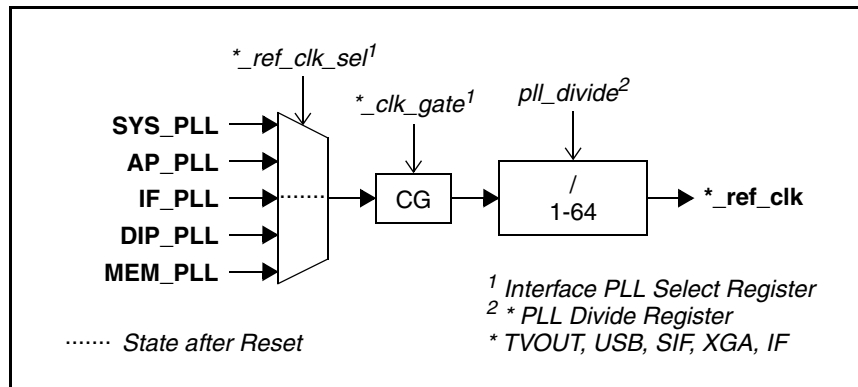 *_ref_clk_sel1
*_clk_gate1
pll_divide2
SYS_PLL
AP_PLL
IF_PLL
DIP_PLL
MEM_PLL
CG
/
1-64
*_ref_clk
1 Interface PLL Select Register
2 * PLL Divide Register
* TVOUT, USB, SIF, XGA, IF
State after Reset